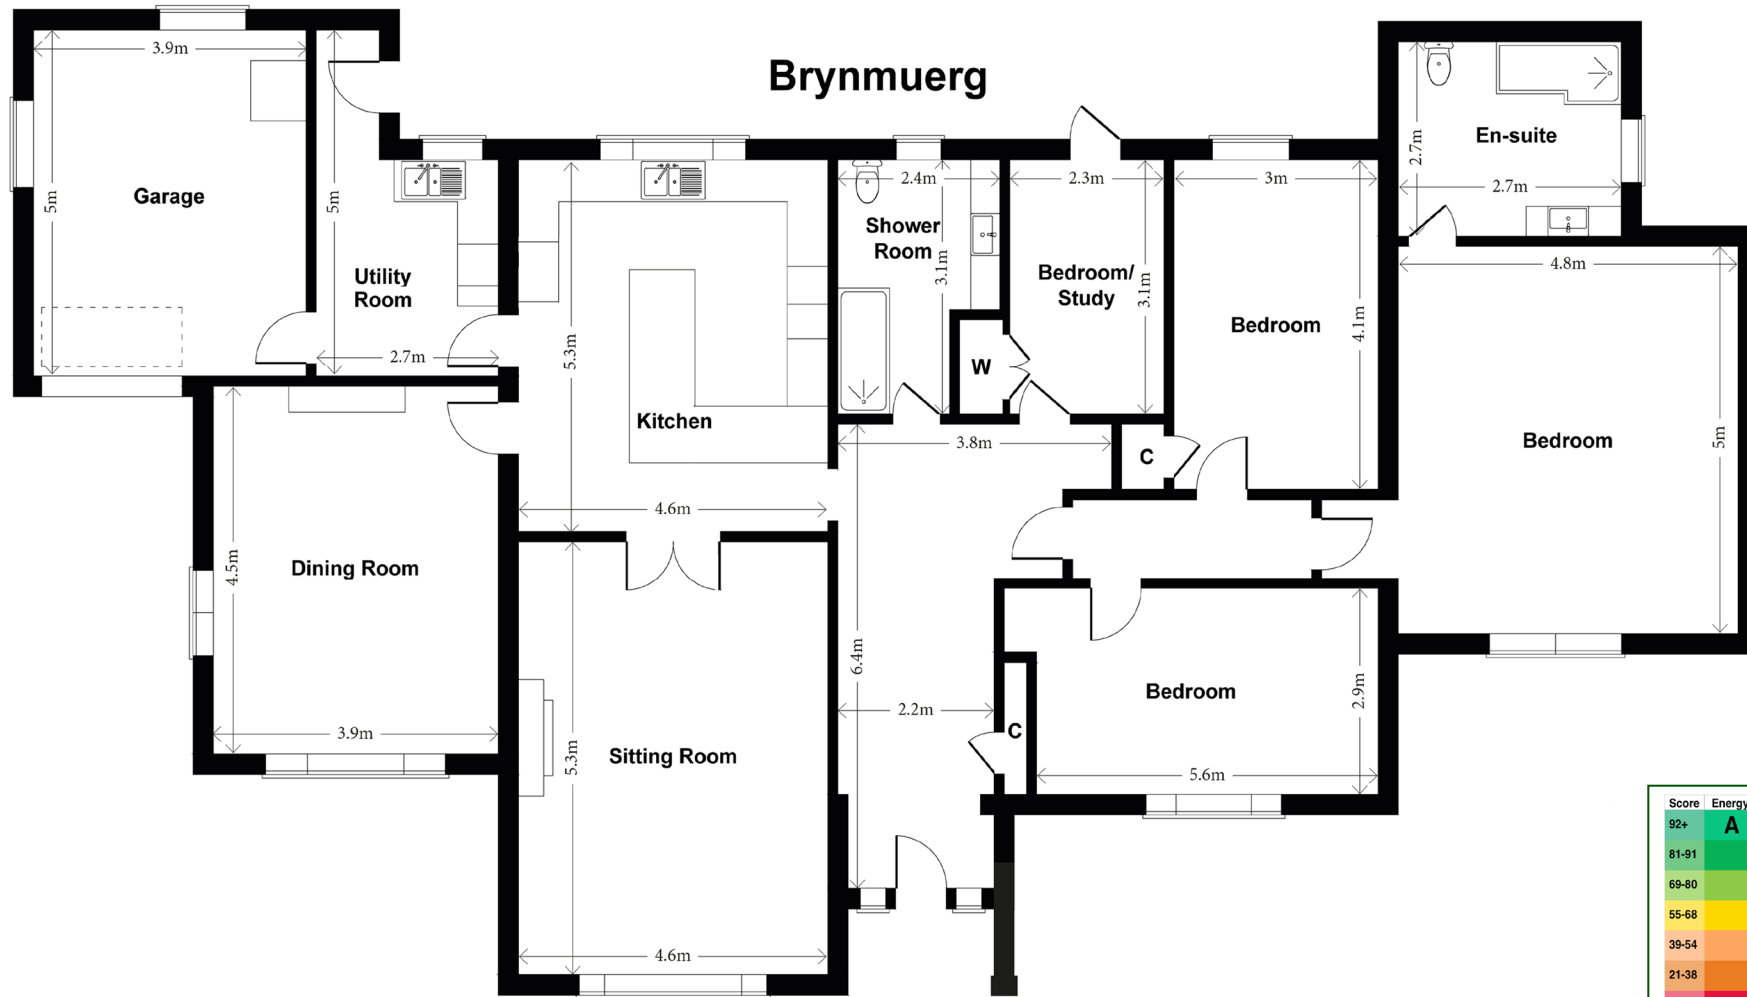 Brynmuerg
3.9m
5m
Garage
5m
Utility
Room
2.7m
5.3m
Kitchen
4.6m
2.4m
Shower
Room
3.1m
W
2.3m
Bedroom/
Study
3.1m
3m
Bedroom
4.1m
2.7m
En-suite
2.7m
4.8m
Bedroom
5m
3.8m
C
4.5m
Dining Room
3.9m
5.3m
Sitting Room
4.6m
6.4m
2.2m
C
Bedroom
2.9m
5.6m
Score Energy
92+ A
81-91
69-80
55-68
39-54
21-38